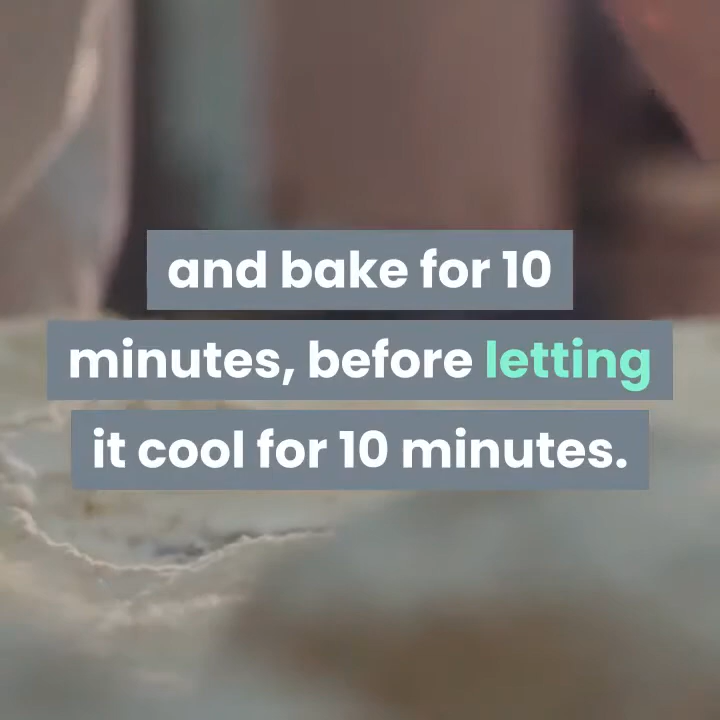 and bake for 10
minutes, before letting
it cool for 10 minutes.